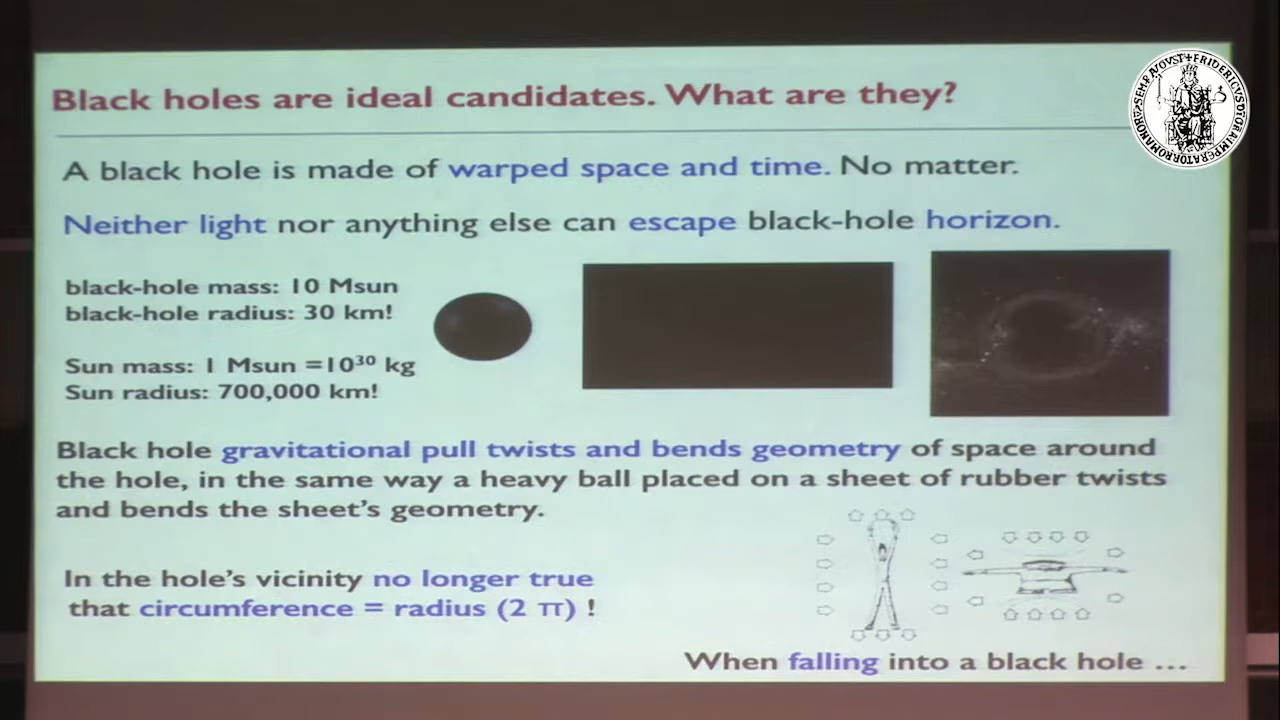 Black holes are ideal candidates. What are they?
A black hole is made of warped space and time. No matter.
Neither light nor anything else can escape black-hole horizon.
black-hole mass: 10 Msun
black-hole radius: 30 km!
Sun mass: 1 Msun =10³⁰ kg
Sun radius: 700,000 km!
Black hole gravitational pull twists and bends geometry of space around
the hole, in the same way a heavy ball placed on a sheet of rubber twists
and bends the sheet's geometry.
In the hole's vicinity no longer true
that circumference = radius (2 π) !
When falling into a black hole ...